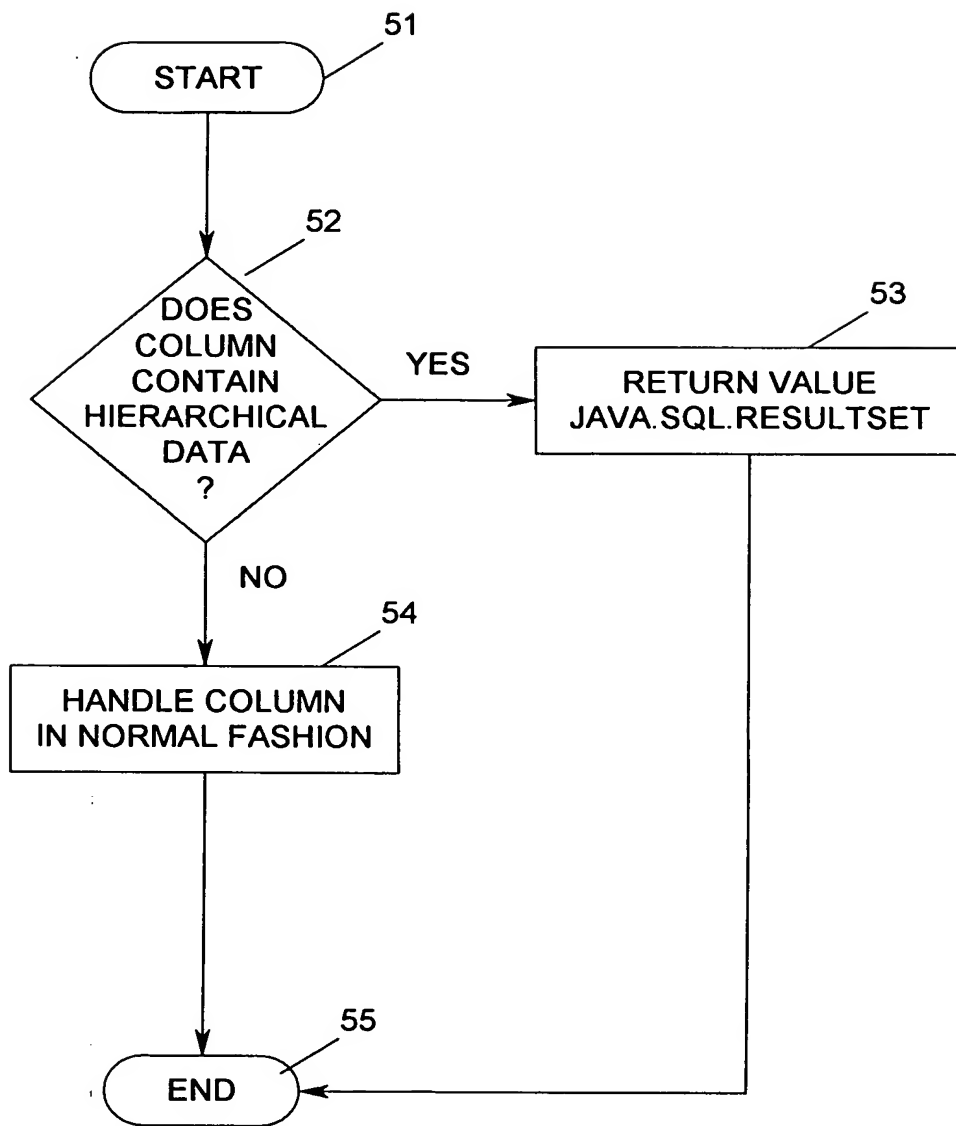 51
START
52
DOES
COLUMN
CONTAIN
HIERARCHICAL
DATA
?
YES
53
RETURN VALUE
JAVA.SQL.RESULTSET
NO
54
HANDLE COLUMN
IN NORMAL FASHION
55
END